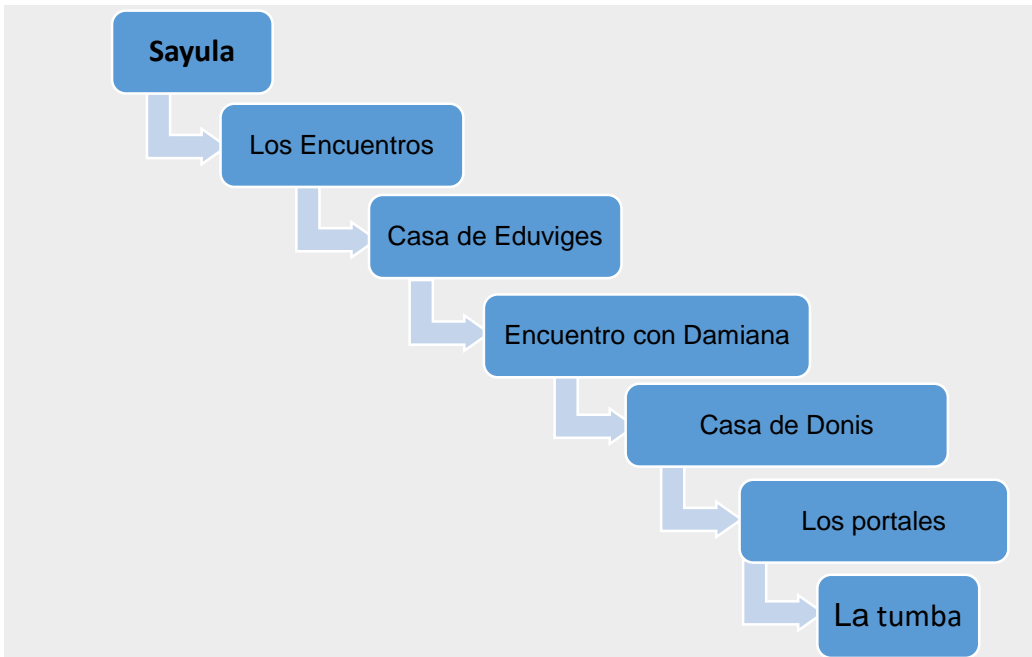 Sayula
Los Encuentros
Casa de Eduviges
Encuentro con Damiana
Casa de Donis
Los portales
La tumba